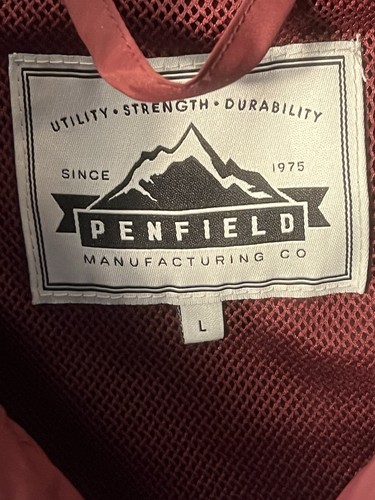 UTILITY • STRENGTH • DURABILITY
SINCE 1975
PENFIELD
MANUFACTURING CO
L